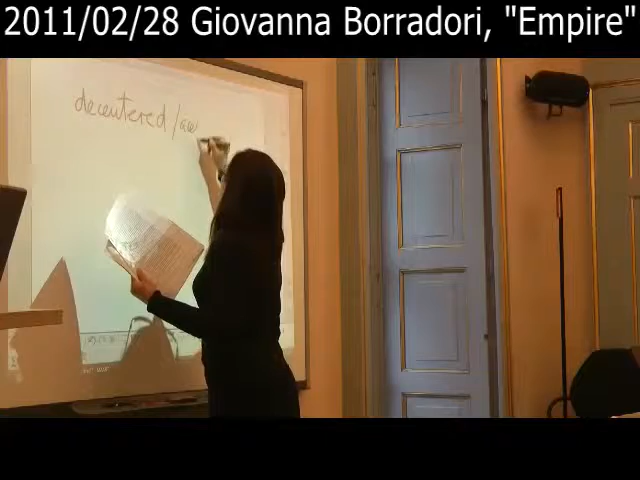 2011/02/28 Giovanna Borradori, "Empire"
decentered /